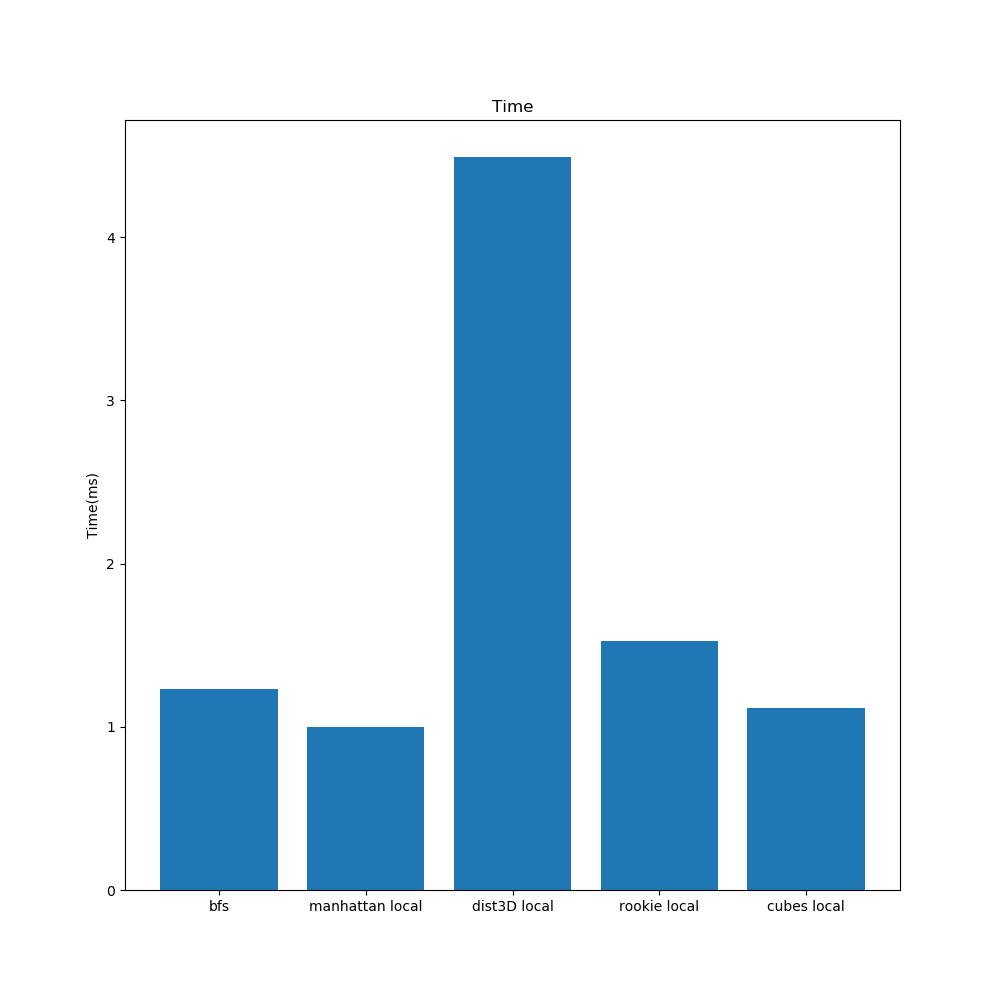 Time
Time(ms)
4
3
2
1
0
bfs
manhattan local
dist3D local
rookie local
cubes local